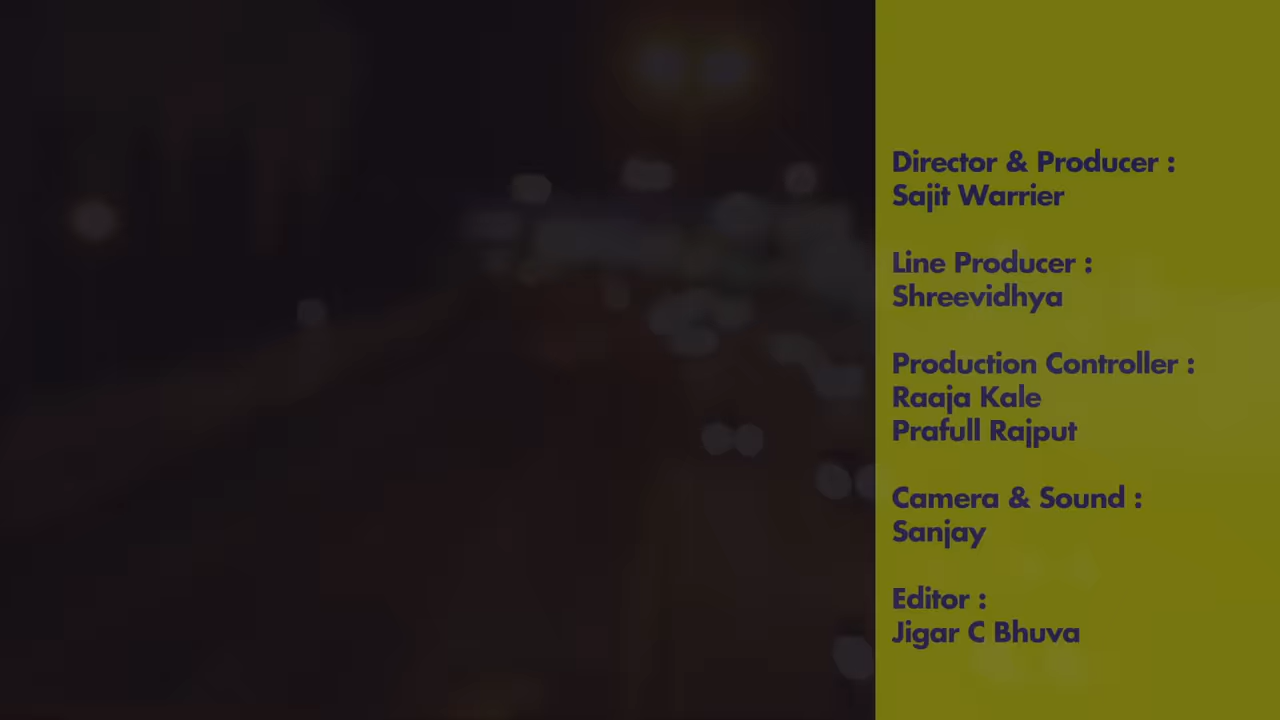 Director & Producer :
Sajit Warrier
Line Producer :
Shreevidhya
Production Controller :
Raaja Kale
Prafull Rajput
Camera & Sound :
Sanjay
Editor :
Jigar C Bhuva